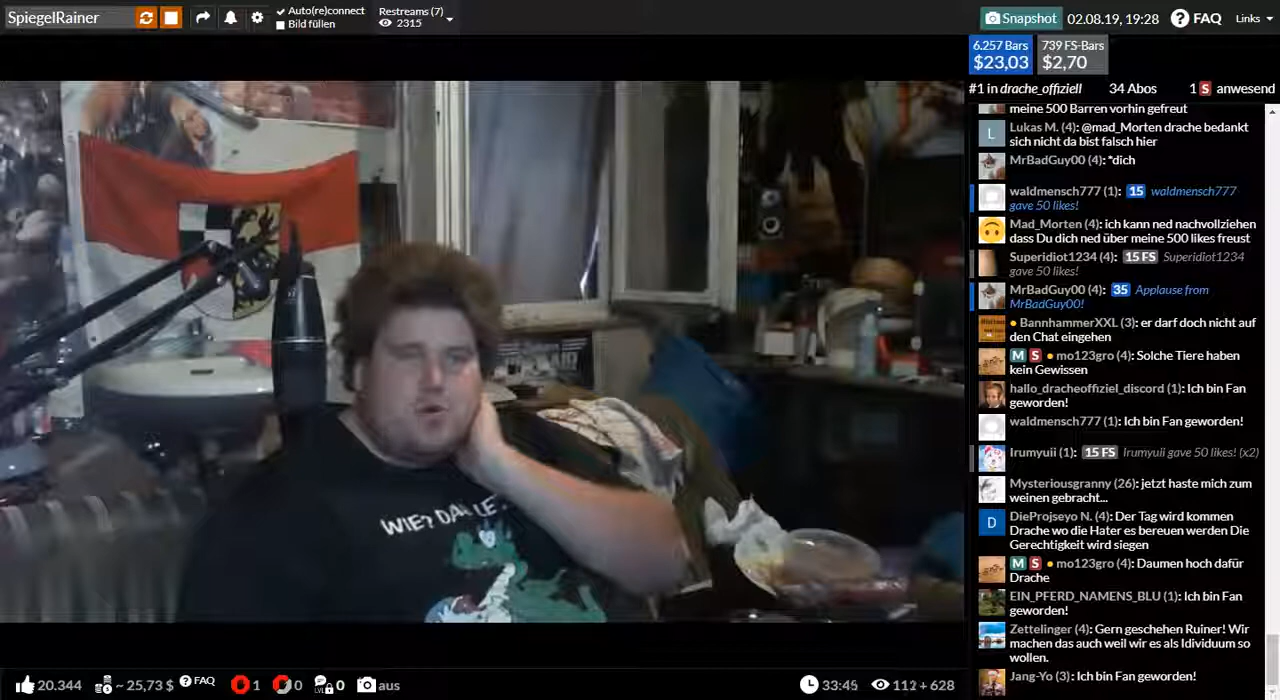 SpiegelRainer
Auto(re)connect
Bild füllen
Restreams (7)
2315
Snapshot
02.08.19, 19:28
? FAQ
Links
6.257 Bars
$23,03
739 FS-Bars
$2,70
#1 in drache_offiziell
34 Abos
1 S anwesend
meine 500 Barren vorhin gefreut
L Lukas M. (4): @mad_Morten drache bedankt
sich nicht da bist falsch hier
MrBadGuy00 (4): *dich
waldmensch777 (1): 15 waldmensch777
gave 50 likes!
Mad_Morten (4): ich kann ned nachvollziehen
dass Du dich ned über meine 500 likes freust
Superidiot1234 (4): 15 FS Superidiot1234
gave 50 likes!
MrBadGuy00 (4): 35 Applause from
MrBadGuy00!
BannhammerXXL (3): er darf doch nicht auf
den Chat eingehen
M S mo123gro (4): Solche Tiere haben
kein Gewissen
hallo_dracheoffiziel_discord (1): Ich bin Fan
geworden!
waldmensch777 (1): Ich bin Fan geworden!
Irumyuii (1): 15 FS Irumyuii gave 50 likes! (x2)
Mysteriousgranny (26): jetzt haste mich zum
weinen gebracht...
D DieProjseyo N. (4): Der Tag wird kommen
Drache wo die Hater es bereuen werden Die
Gerechtigkeit wird siegen
M S mo123gro (4): Daumen hoch dafür
Drache
EIN_PFERD_NAMENS_BLU (1): Ich bin Fan
geworden!
Zettelinger (4): Gern geschehen Ruiner! Wir
machen das auch weil wir es als Idividuum so
wollen.
Jang-Yo (3): Ich bin Fan geworden!
WIE?
20.344
~ 25,73 $
? FAQ
1
0
LVL 0
aus
33:45
112 + 628